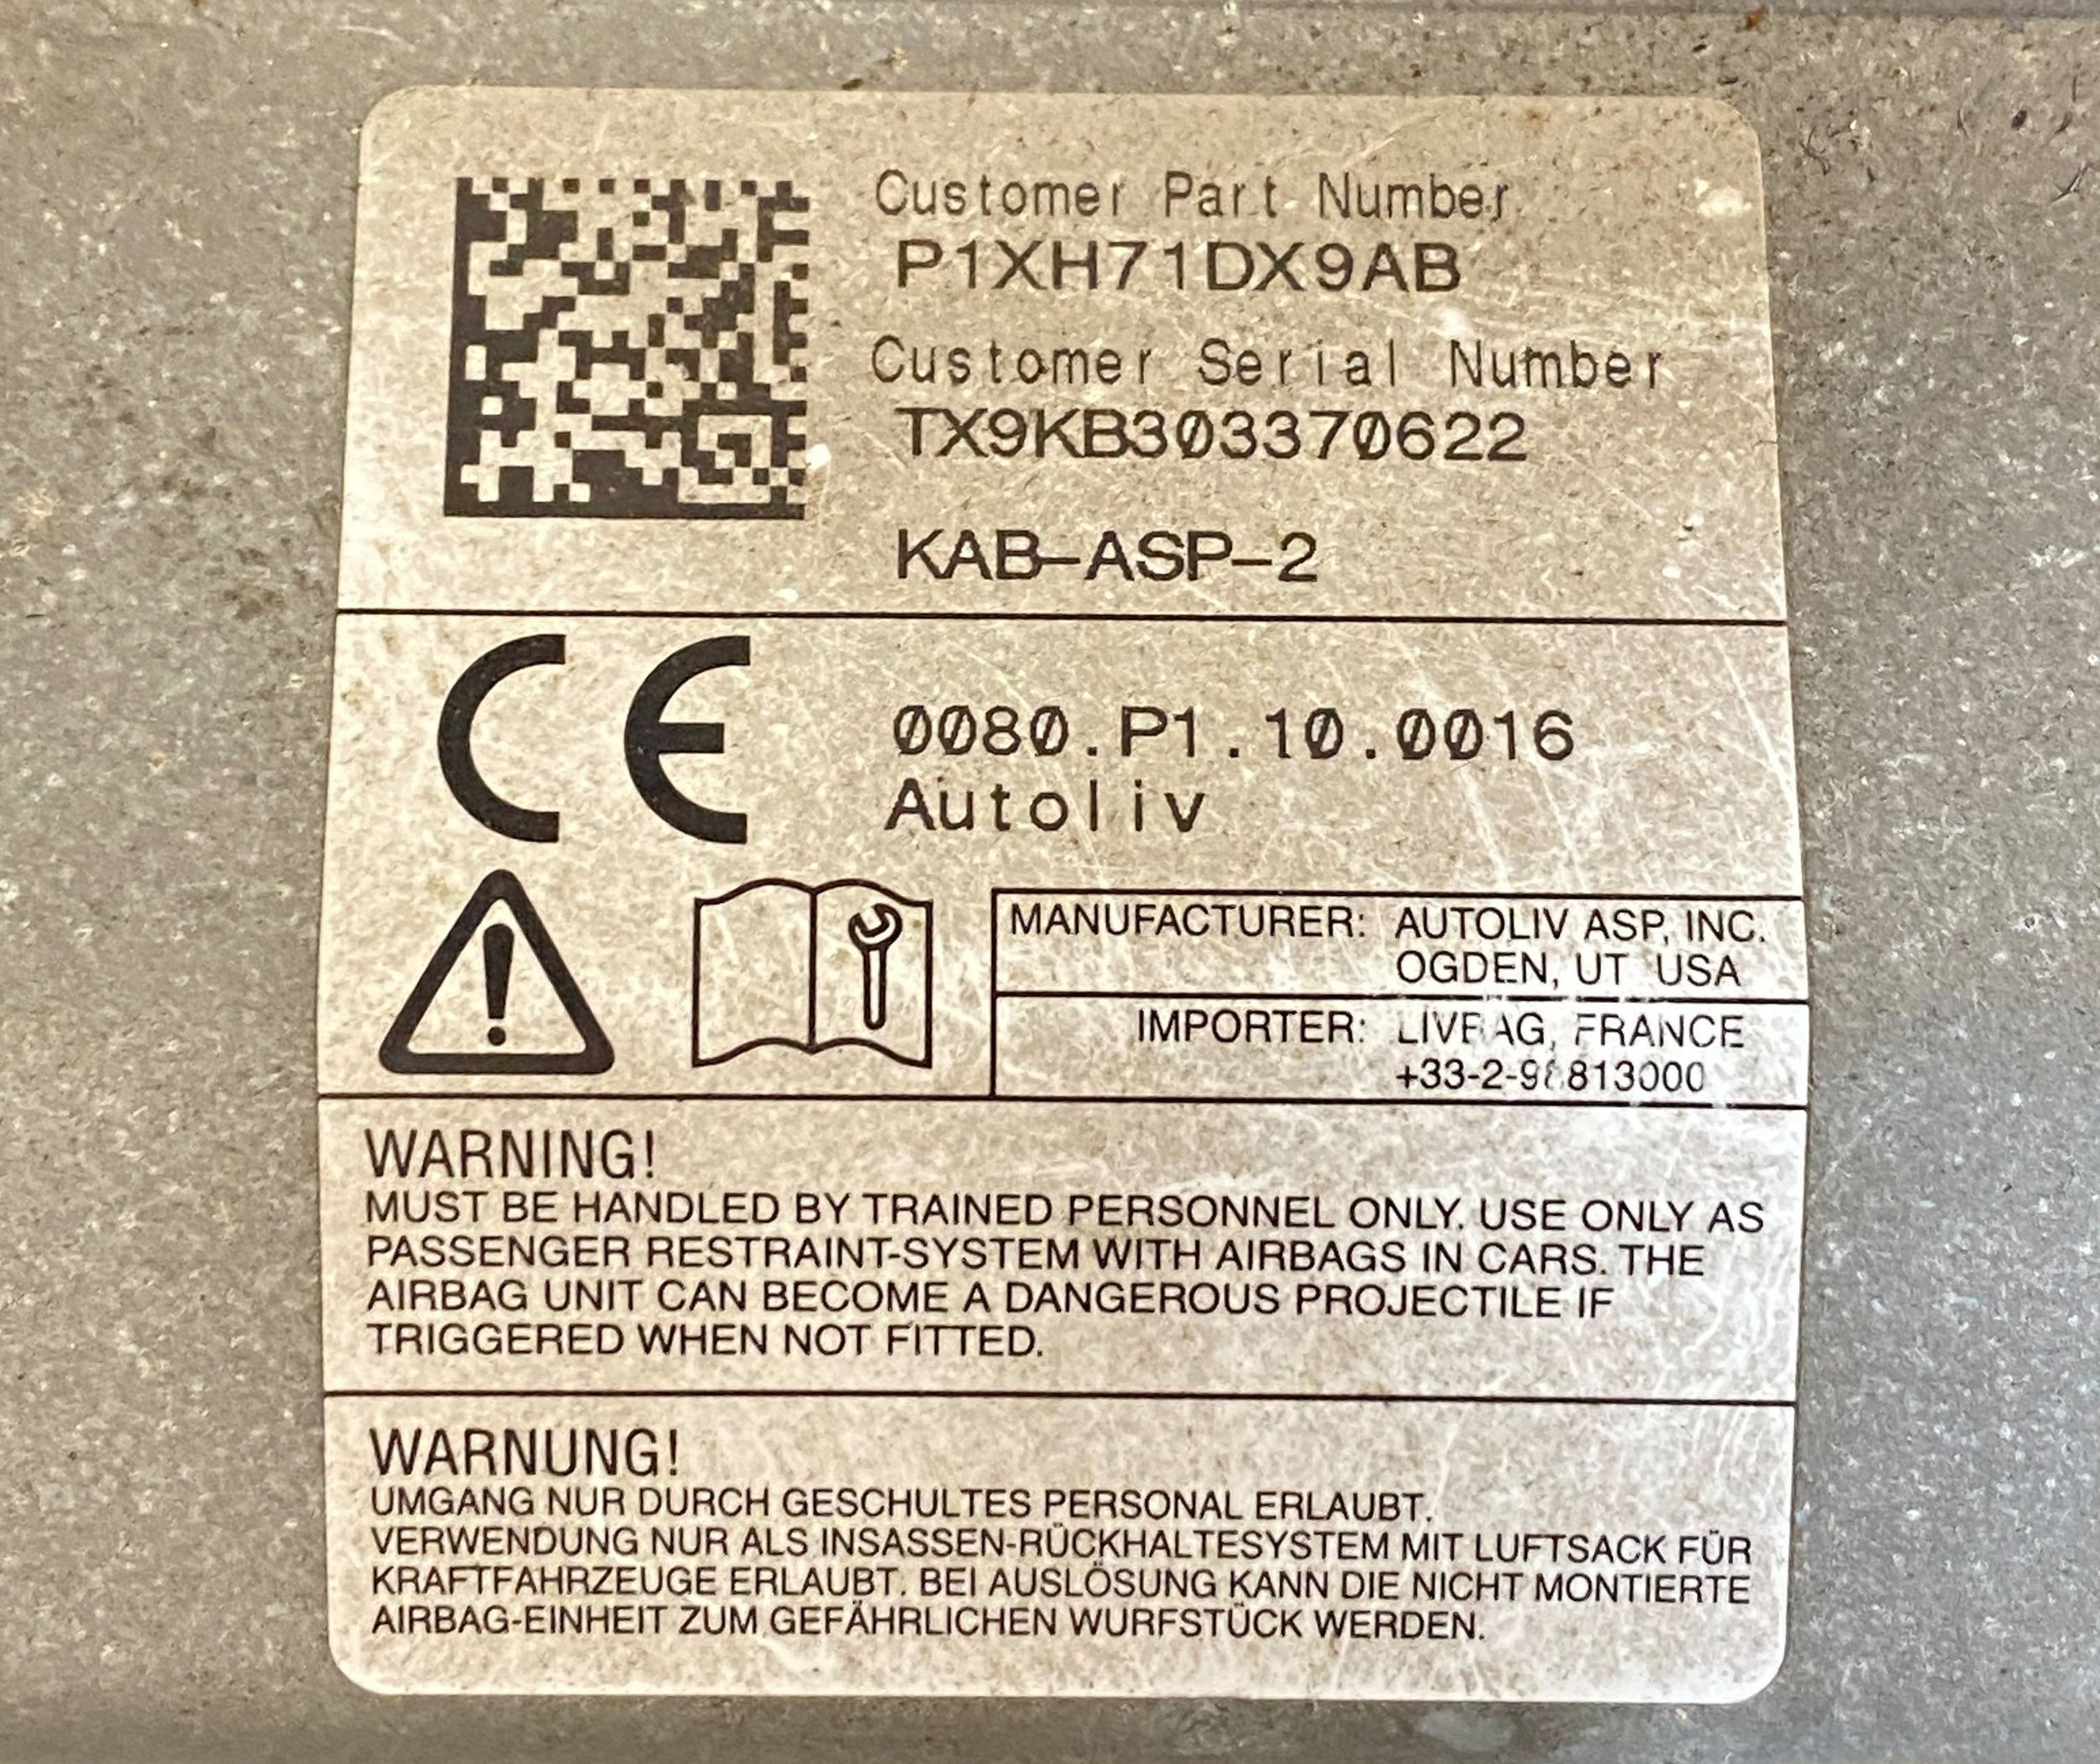 Customer Part Number
P1XH71DX9AB
Customer Serial Number
TX9KB303370622
KAB-ASP-2
CE
0080.P1.10.0016
Autoliv
MANUFACTURER: AUTOLIV ASP, INC.
OGDEN, UT USA
IMPORTER: LIVBAG, FRANCE
WARNING!
MUST BE HANDLED BY TRAINED PERSONNEL ONLY. USE ONLY AS
PASSENGER RESTRAINT-SYSTEM WITH AIRBAGS IN CARS. THE
AIRBAG UNIT CAN BECOME A DANGEROUS PROJECTILE IF
TRIGGERED WHEN NOT FITTED.
WARNUNG!
UMGANG NUR DURCH GESCHULTES PERSONAL ERLAUBT.
VERWENDUNG NUR ALS INSASSEN-RÜCKHALTESYSTEM MIT LUFTSACK FÜR
KRAFTFAHRZEUGE ERLAUBT. BEI AUSLÖSUNG KANN DIE NICHT MONTIERTE
AIRBAG-EINHEIT ZUM GEFÄHRLICHEN WURFSTÜCK WERDEN.